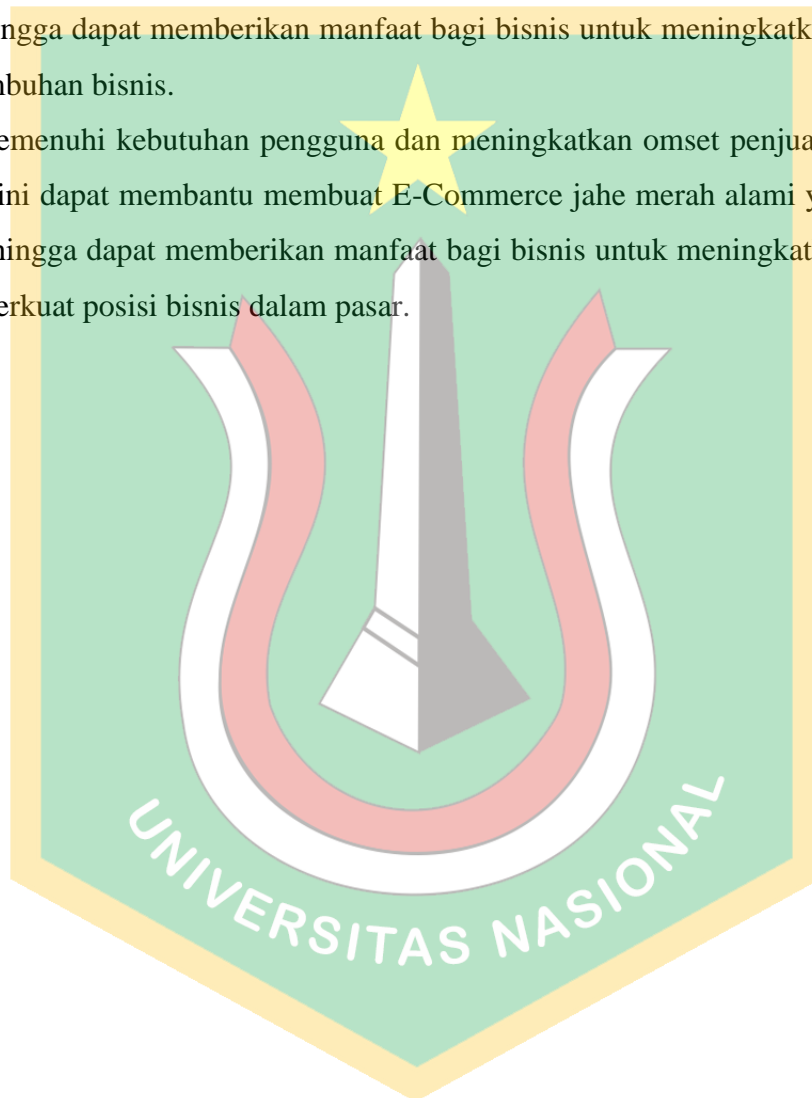 ngga dapat memberikan manfaat bagi bisnis untuk meningkatk
nbuhan bisnis.
emenuhi kebutuhan pengguna dan meningkatkan omset penjua
ini dapat membantu membuat E-Commerce jahe merah alami y
ningga dapat memberikan manfaat bagi bisnis untuk meningkat
erkuat posisi bisnis dalam pasar.
UNIVERSITAS NASIONAL